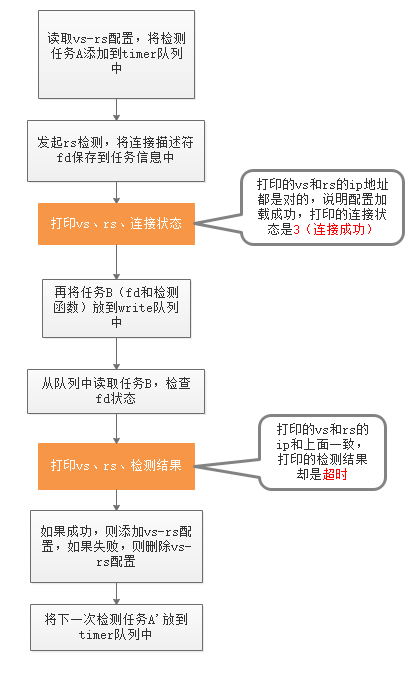 读取vs-rs配置，将检测
任务A添加到timer队列
中
发起rs检测，将连接描述符
fd保存到任务信息中
打印vs、rs、连接状态
打印的vs和rs的ip地址
都是对的，说明配置加
载成功，打印的连接状
态是3（连接成功）
再将任务B（fd和检测
函数）放到write队列
中
从队列中读取任务B，检查
fd状态
打印vs、rs、检测结果
打印的vs和rs的
ip和上面一致，
打印的检测结果
却是超时
如果成功，则添加vs-rs配
置，如果失败，则删除vs-
rs配置
将下一次检测任务A'放到
timer队列中